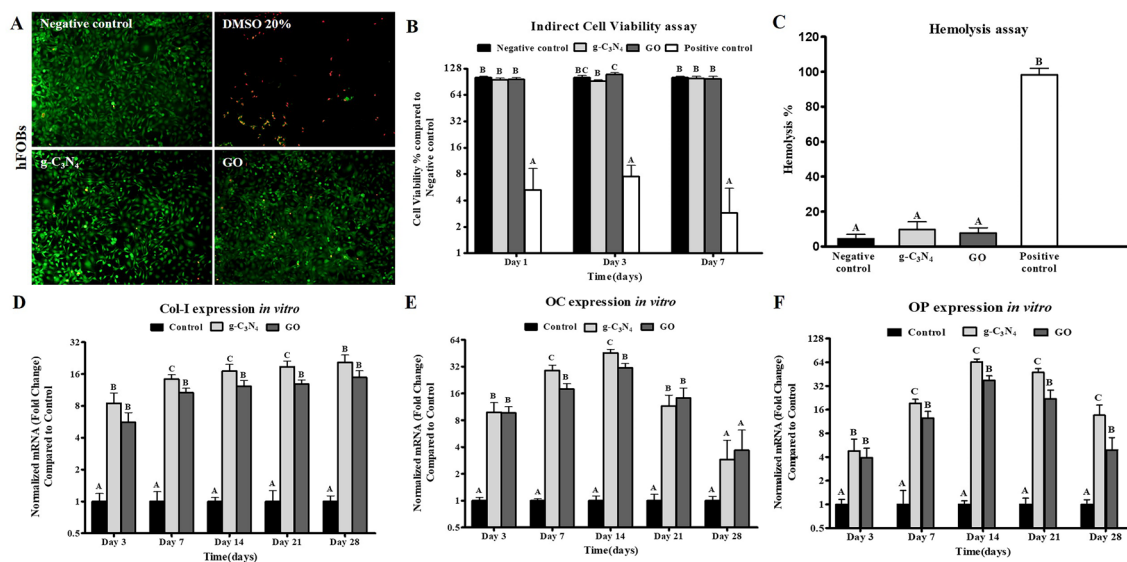 A
Negative control
DMSO 20%
hFOBs
g-C₃N₄
GO
B
Indirect Cell Viability assay
Negative control g-C₃N₄ GO Positive control
Cell Viability % compared to
Negative control
128
64
32
16
8
4
2
1
B B B A
BC B C A
B B B A
Day 1 Day 3 Day 7
Time(days)
C
Hemolysis assay
Hemolysis %
100
80
60
40
20
0
A A A B
Negative control g-C₃N₄ GO Positive control
D
Col-I expression in vitro
Control g-C₃N₄ GO
Normalized mRNA (Fold Change)
Compared to Control
32
16
8
4
2
1
0.5
A B B
A C B
A C B
A C B
A B B
Day 3 Day 7 Day 14 Day 21 Day 28
Time(days)
E
OC expression in vitro
Control g-C₃N₄ GO
Normalized mRNA (Fold Change)
Compared to Control
64
32
16
8
4
2
1
0.5
A B B
A C B
A C B
A B B
A A A
Day 3 Day 7 Day 14 Day 21 Day 28
Time(days)
F
OP expression in vitro
Control g-C₃N₄ GO
Normalized mRNA (Fold Change)
Compared to Control
128
64
32
16
8
4
2
1
0.5
A B B
A C B
A C B
A C B
A C B
Day 3 Day 7 Day 14 Day 21 Day 28
Time(days)